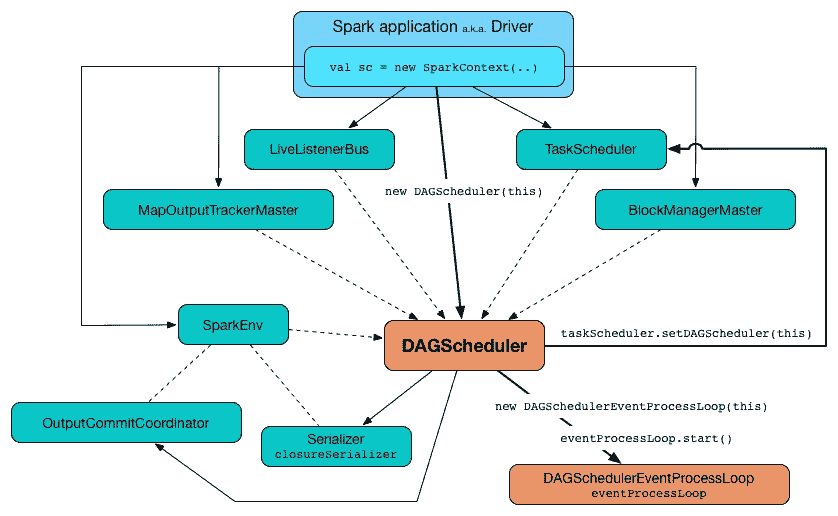 Spark application a.k.a. Driver
val sc = new SparkContext(..)
LiveListenerBus
TaskScheduler
new DAGScheduler(this)
MapOutputTrackerMaster
BlockManagerMaster
SparkEnv
DAGScheduler
taskScheduler.setDAGScheduler(this)
new DAGSchedulerEventProcessLoop(this)
OutputCommitCoordinator
Serializer
closureSerializer
eventProcessLoop.start()
DAGSchedulerEventProcessLoop
eventProcessLoop